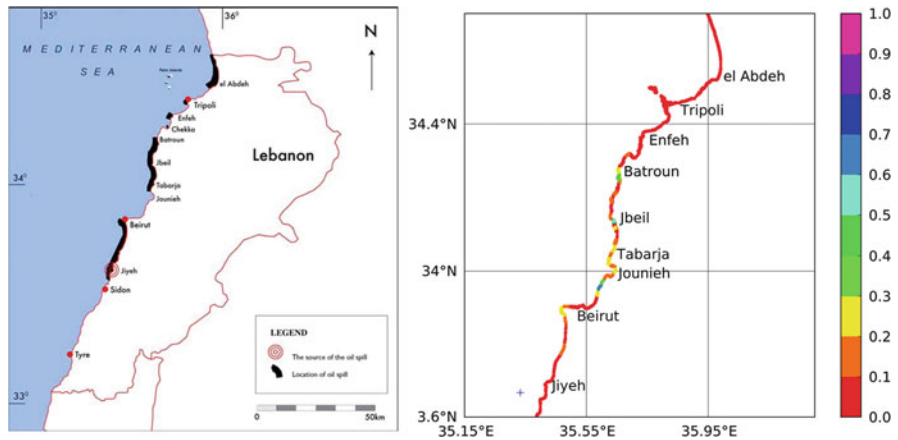 35°
36°
MEDITERRANEAN
SEA
N
Palm Islands
el Abdeh
Tripoli
Enfeh
Chekka
Batroun
Lebanon
Jbeil
34°
Tabarja
Jounieh
Beirut
Jiyeh
Sidon
LEGEND
The source of the oil spill
Location of oil spill
Tyre
33°
50km
el Abdeh
Tripoli
34.4°N
Enfeh
Batroun
Jbeil
Tabarja
34°N
Jounieh
Beirut
Jiyeh
3.6°N
35.15°E
35.55°E
35.95°E
1.0
0.9
0.8
0.7
0.6
0.5
0.4
0.3
0.2
0.1
0.0